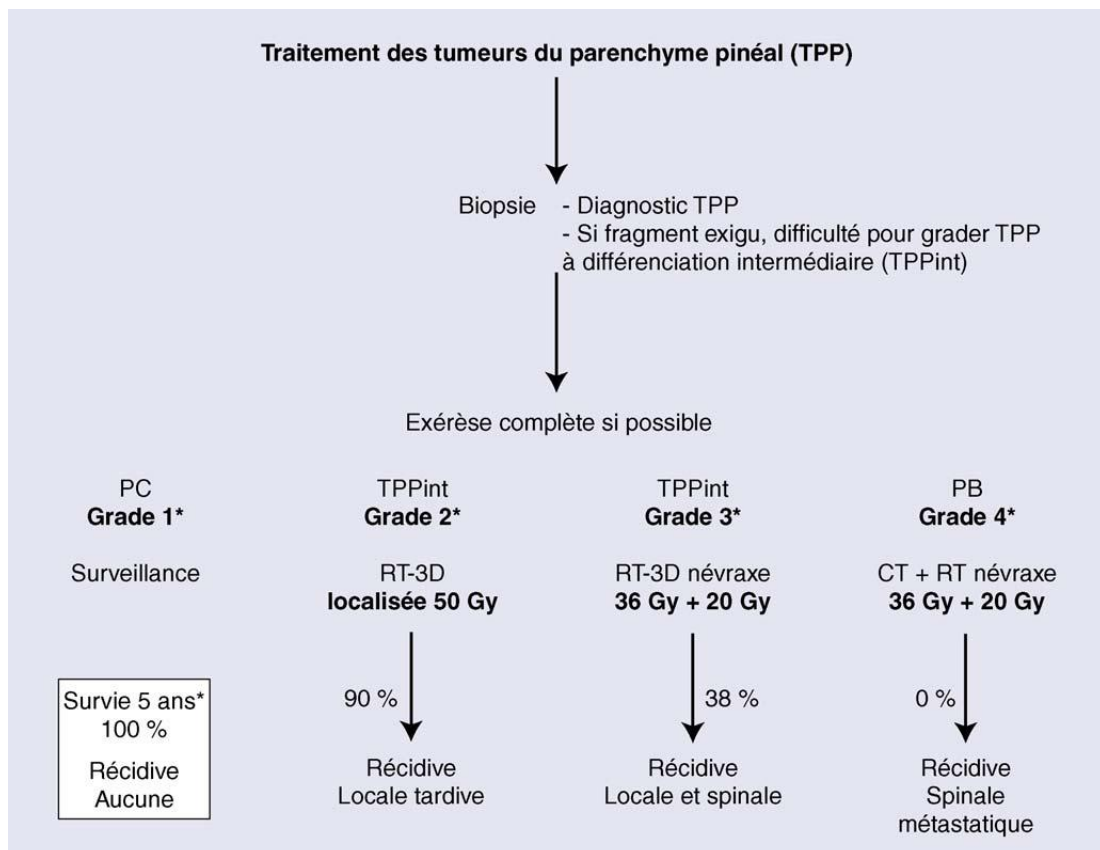 Traitement des tumeurs du parenchyme pinéal (TPP)
Biopsie - Diagnostic TPP
- Si fragment exigu, difficulté pour grader TPP
à différenciation intermédiaire (TPPint)
Exérèse complète si possible
PC
Grade 1*
Surveillance
Survie 5 ans*
100 %
Récidive
Aucune
TPPint
Grade 2*
RT-3D
localisée 50 Gy
90 %
Récidive
Locale tardive
TPPint
Grade 3*
RT-3D névraxe
36 Gy + 20 Gy
38 %
Récidive
Locale et spinale
PB
Grade 4*
CT + RT névraxe
36 Gy + 20 Gy
0 %
Récidive
Spinale
métastatique